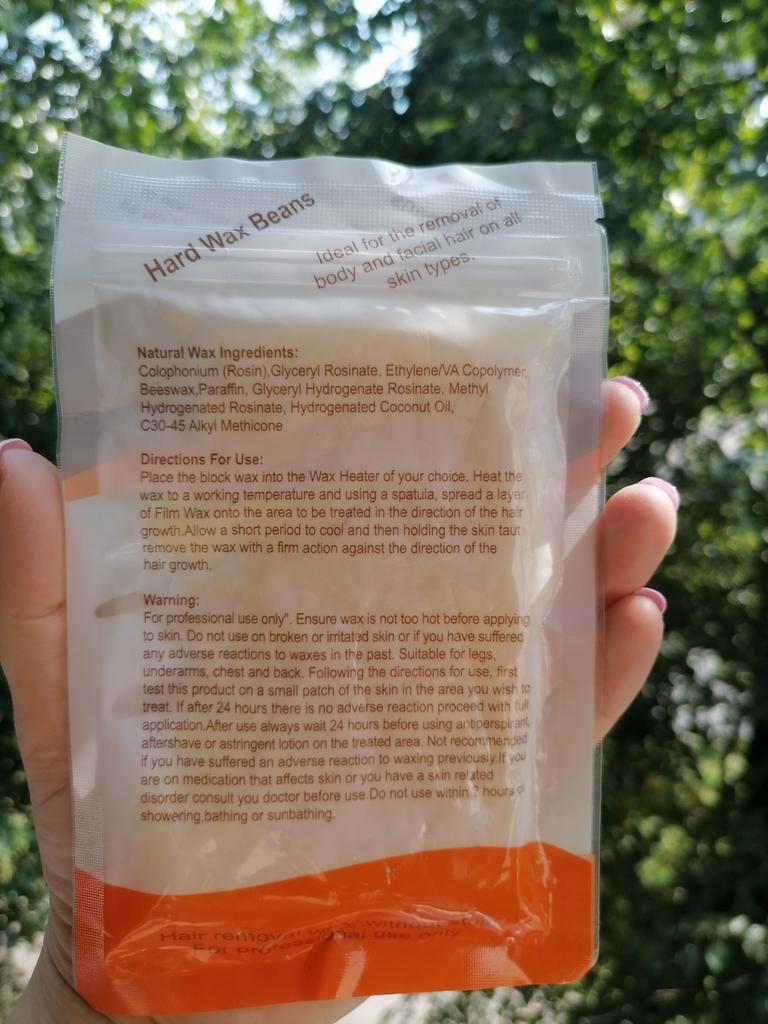 Hard Wax Beans
Ideal for the removal of
body and facial hair on all
skin types.
Natural Wax Ingredients:
Colophonium (Rosin),Glyceryl Rosinate, Ethylene/VA Copolymer,
Beeswax,Paraffin, Glyceryl Hydrogenate Rosinate, Methyl
Hydrogenated Rosinate, Hydrogenated Coconut Oil,
C30-45 Alkyl Methicone
Directions For Use:
Place the block wax into the Wax Heater of your choice. Heat the
wax to a working temperature and using a spatula, spread a layer
of Film Wax onto the area to be treated in the direction of the hair
growth.Allow a short period to cool and then holding the skin taut
remove the wax with a firm action against the direction of the
hair growth.
Warning:
For professional use only". Ensure wax is not too hot before applying
to skin. Do not use on broken or irritated skin or if you have suffered
any adverse reactions to waxes in the past. Suitable for legs,
underarms, chest and back. Following the directions for use, first
test this product on a small patch of the skin in the area you wish to
treat. If after 24 hours there is no adverse reaction proceed with full
application.After use always wait 24 hours before using antiperspirant,
aftershave or astringent lotion on the treated area. Not recommended
if you have suffered an adverse reaction to waxing previously.If you
are on medication that affects skin or you have a skin related
disorder consult you doctor before use.Do not use within 2 hours of
showering,bathing or sunbathing.
Hair removal without
For professional use only